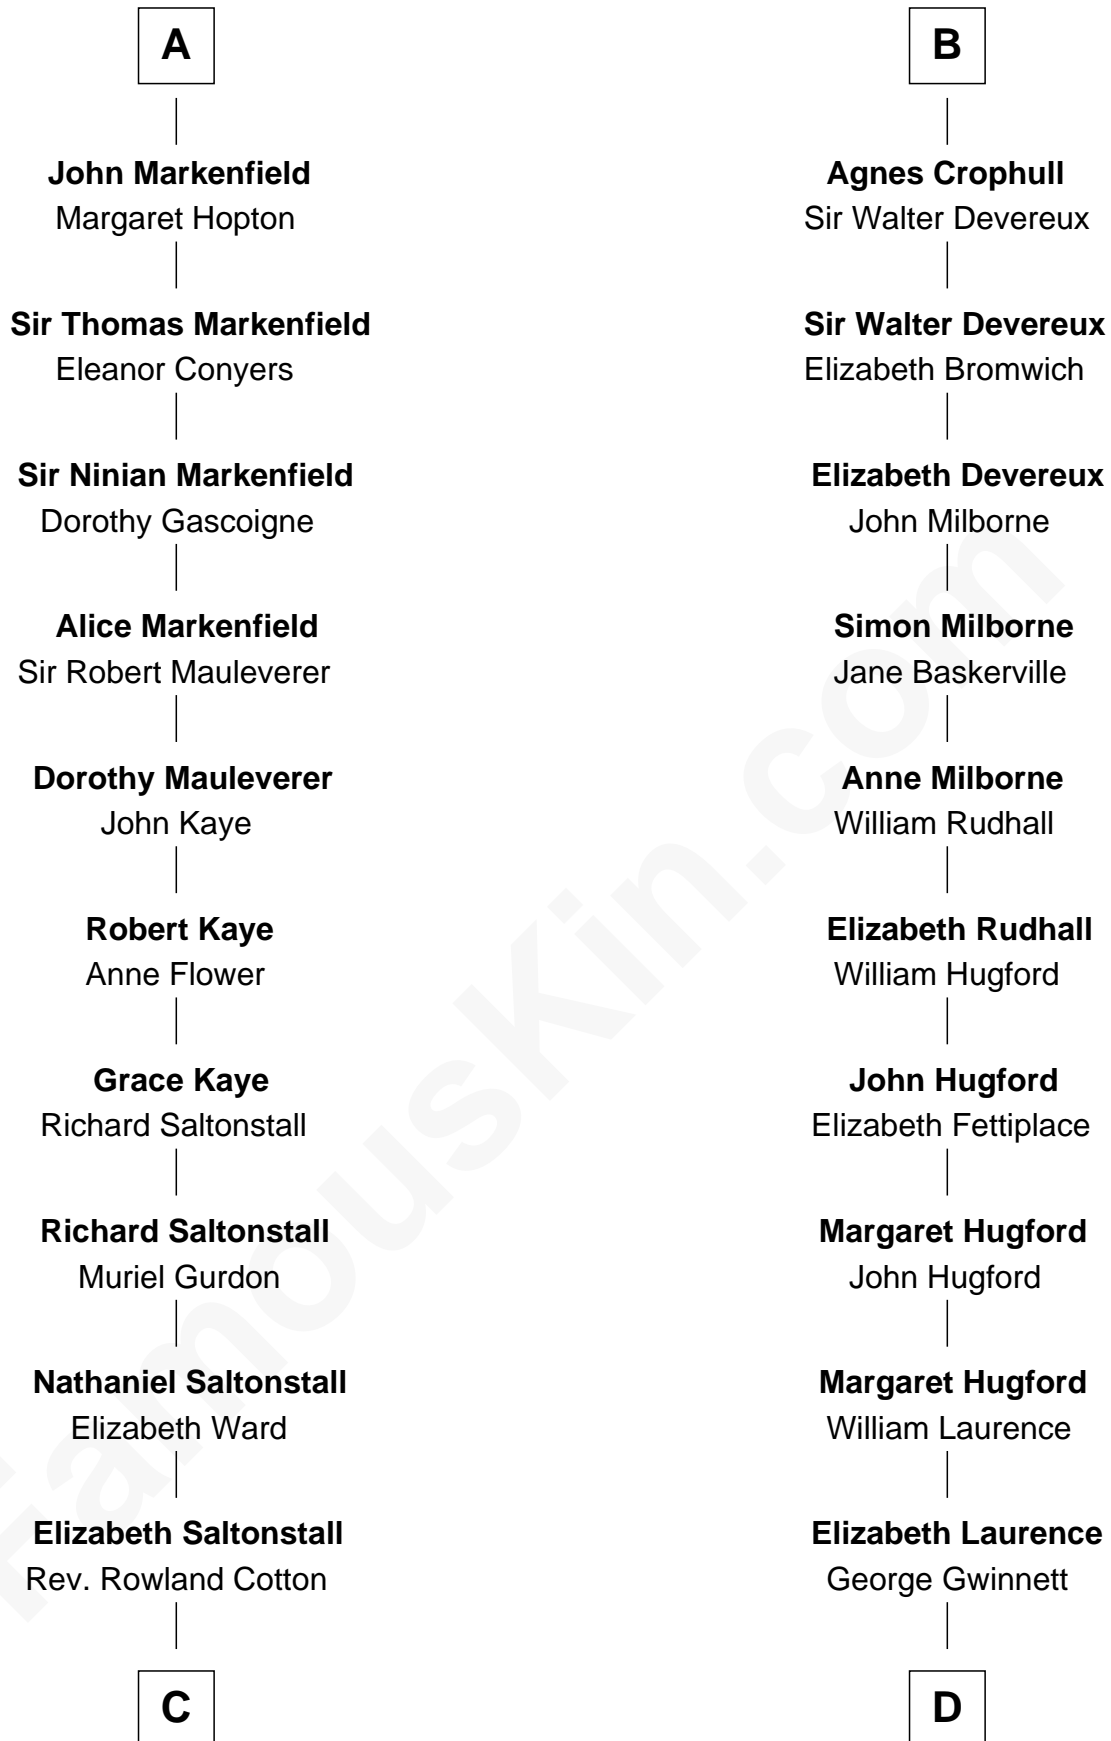 A
John Markenfield
Margaret Hopton
Sir Thomas Markenfield
Eleanor Conyers
Sir Ninian Markenfield
Dorothy Gascoigne
Alice Markenfield
Sir Robert Mauleverer
Dorothy Mauleverer
John Kaye
Robert Kaye
Anne Flower
Grace Kaye
Richard Saltonstall
Richard Saltonstall
Muriel Gurdon
Nathaniel Saltonstall
Elizabeth Ward
Elizabeth Saltonstall
Rev. Rowland Cotton
C
B
Agnes Crophull
Sir Walter Devereux
Sir Walter Devereux
Elizabeth Bromwich
Elizabeth Devereux
John Milborne
Simon Milborne
Jane Baskerville
Anne Milborne
William Rudhall
Elizabeth Rudhall
William Hugford
John Hugford
Elizabeth Fettiplace
Margaret Hugford
John Hugford
Margaret Hugford
William Laurence
Elizabeth Laurence
George Gwinnett
D
FamousKin.com